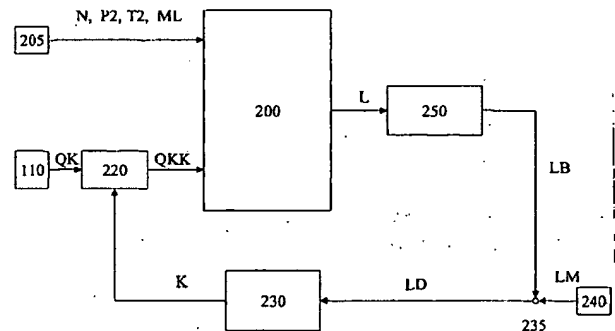 N, P2, T2, ML
205
200
L
250
110
QK
220
QKK
LB
K
230
LD
LM
240
235